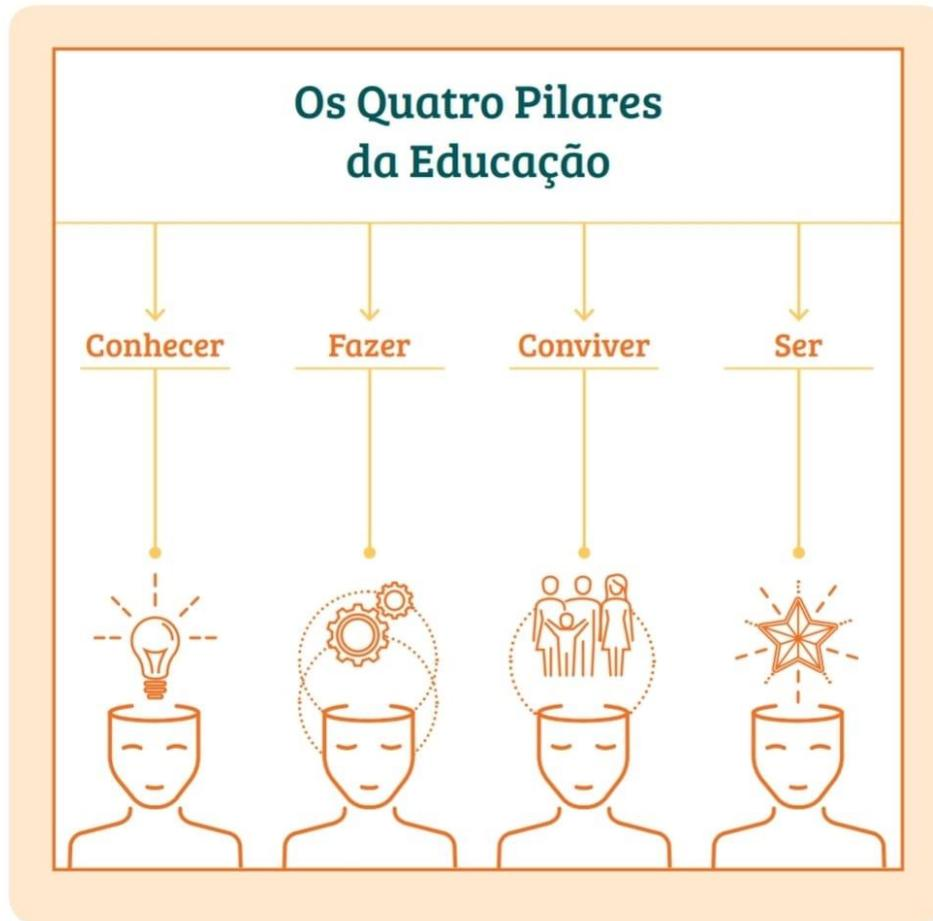 Os Quatro Pilares
da Educação
Conhecer
Fazer
Conviver
Ser